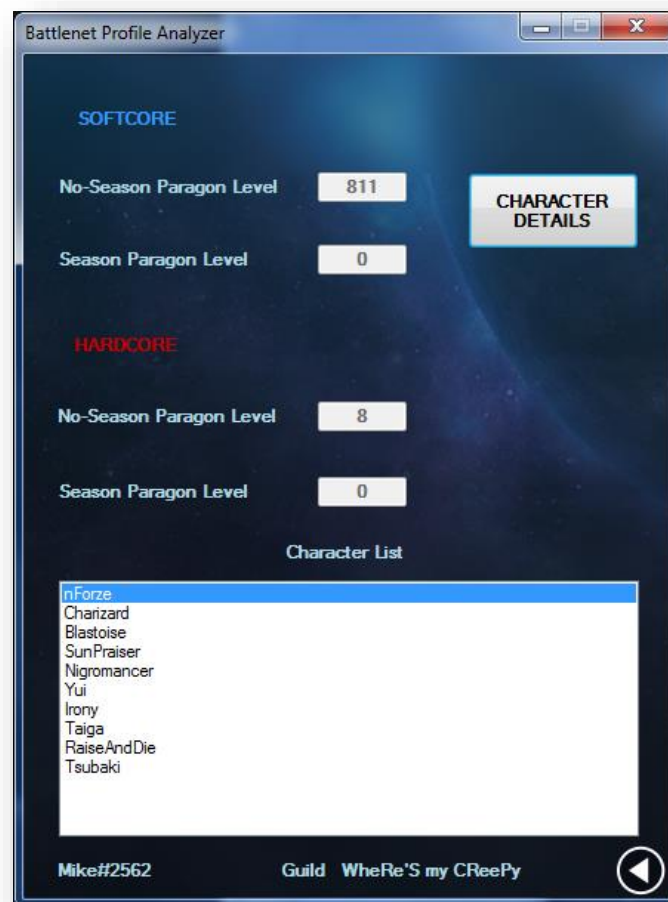 Battlenet Profile Analyzer
SOFTCORE
No-Season Paragon Level 811
CHARACTER
DETAILS
Season Paragon Level 0
HARDCORE
No-Season Paragon Level 8
Season Paragon Level 0
Character List
nForze
Charizard
Blastoise
SunPraiser
Nigromancer
Yui
Irony
Taiga
RaiseAndDie
Tsubaki
Mike#2562 Guild WheRe'S my CReePy